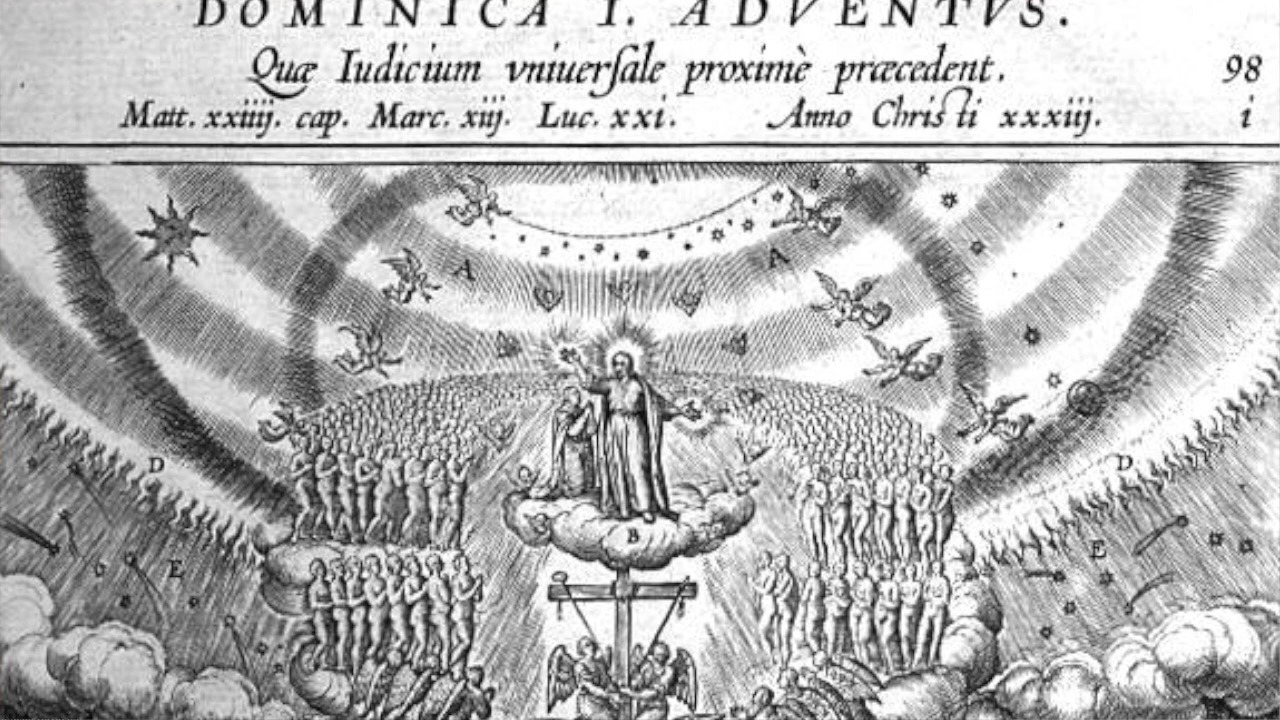 DOMINICA I. ADVENTVS.
Quæ Iudicium vniuerſale proximè præcedent. 98
Matt. xxiiij. cap. Marc. xiij. Luc. xxi. Anno Chriſti xxxiij. i
A A
D D
B
E E